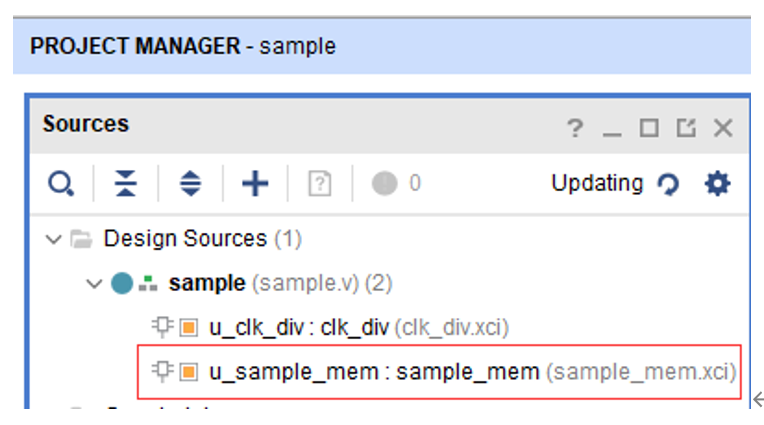 PROJECT MANAGER - sample
Sources
0 Updating
Design Sources (1)
sample (sample.v) (2)
u_clk_div : clk_div (clk_div.xci)
u_sample_mem : sample_mem (sample_mem.xci)